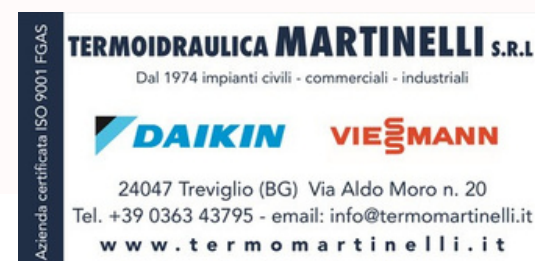 Azienda certificata ISO 9001 FGAS
TERMOIDRAULICA MARTINELLI S.R.L
Dal 1974 impianti civili - commerciali - industriali
DAIKIN VIESSMANN
24047 Treviglio (BG) Via Aldo Moro n. 20
Tel. +39 0363 43795 - email: info@termomartinelli.it
www.termomartinelli.it